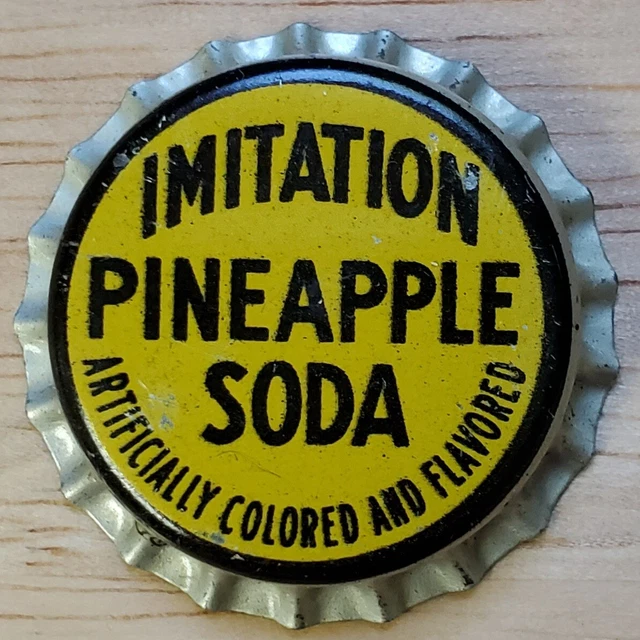 IMITATION
PINEAPPLE
SODA
ARTIFICIALLY COLORED AND FLAVORED